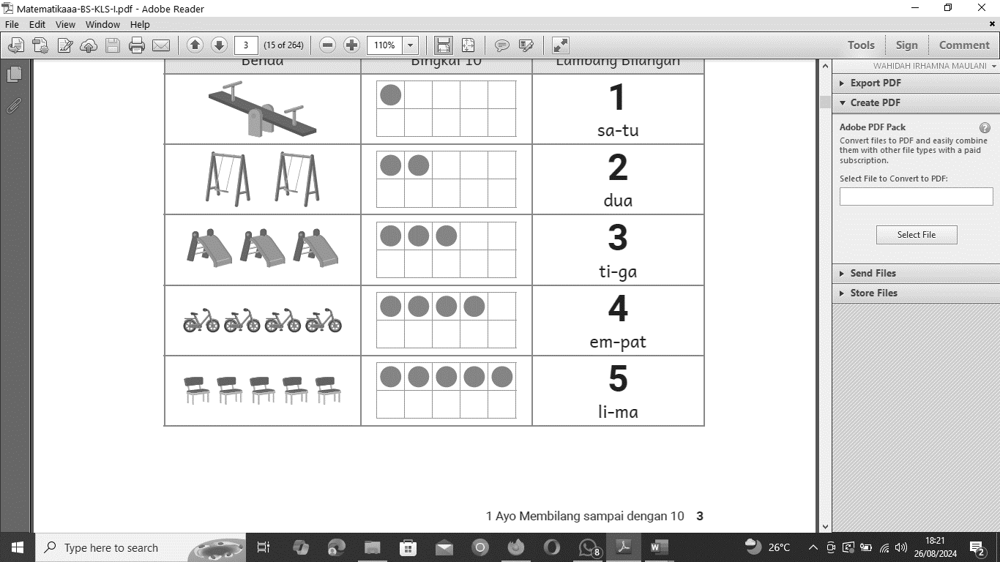 Matematikaaa-BS-KLS-I.pdf - Adobe Reader
File Edit View Window Help
3 (15 of 264) 110% Tools Sign Comment
WAHIDAH IRHAMNA MAULANI
Export PDF
Create PDF
Adobe PDF Pack
Convert files to PDF and easily combine
them with other file types with a paid
subscription.
Select File to Convert to PDF:
Select File
Send Files
Store Files
Benda Bingkai 10 Lambang Bilangan
1
sa-tu
2
dua
3
ti-ga
4
em-pat
5
li-ma
1 Ayo Membilang sampai dengan 10 3
Type here to search
8
26°C
18:21
26/08/2024
2